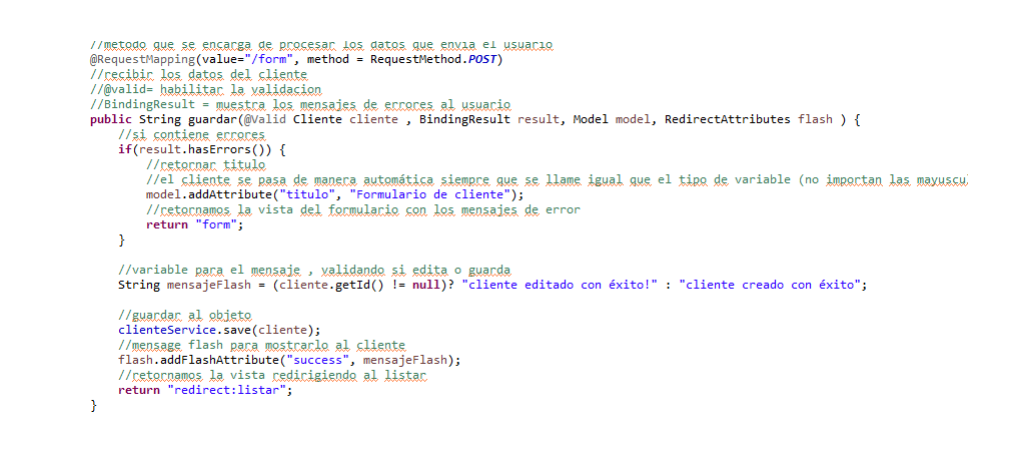 //metodo que se encarga de procesar los datos que envia el usuario
@RequestMapping(value="/form", method = RequestMethod.POST)
//recibir los datos del cliente
//@valid= habilitar la validacion
//BindingResult = muestra los mensajes de errores al usuario
public String guardar(@Valid Cliente cliente , BindingResult result, Model model, RedirectAttributes flash ) {
//si contiene errores
if(result.hasErrors()) {
//retornar titulo
//el cliente se pasa de manera automática siempre que se llame igual que el tipo de variable (no importan las mayuscu
model.addAttribute("titulo", "Formulario de cliente");
//retornamos la vista del formulario con los mensajes de error
return "form";
}
//variable para el mensaje , validando si edita o guarda
String mensajeFlash = (cliente.getId() != null)? "cliente editado con éxito!" : "cliente creado con éxito";
//guardar al objeto
clienteService.save(cliente);
//mensage flash para mostrarlo al cliente
flash.addFlashAttribute("success", mensajeFlash);
//retornamos la vista redirigiendo al listar
return "redirect:listar";
}